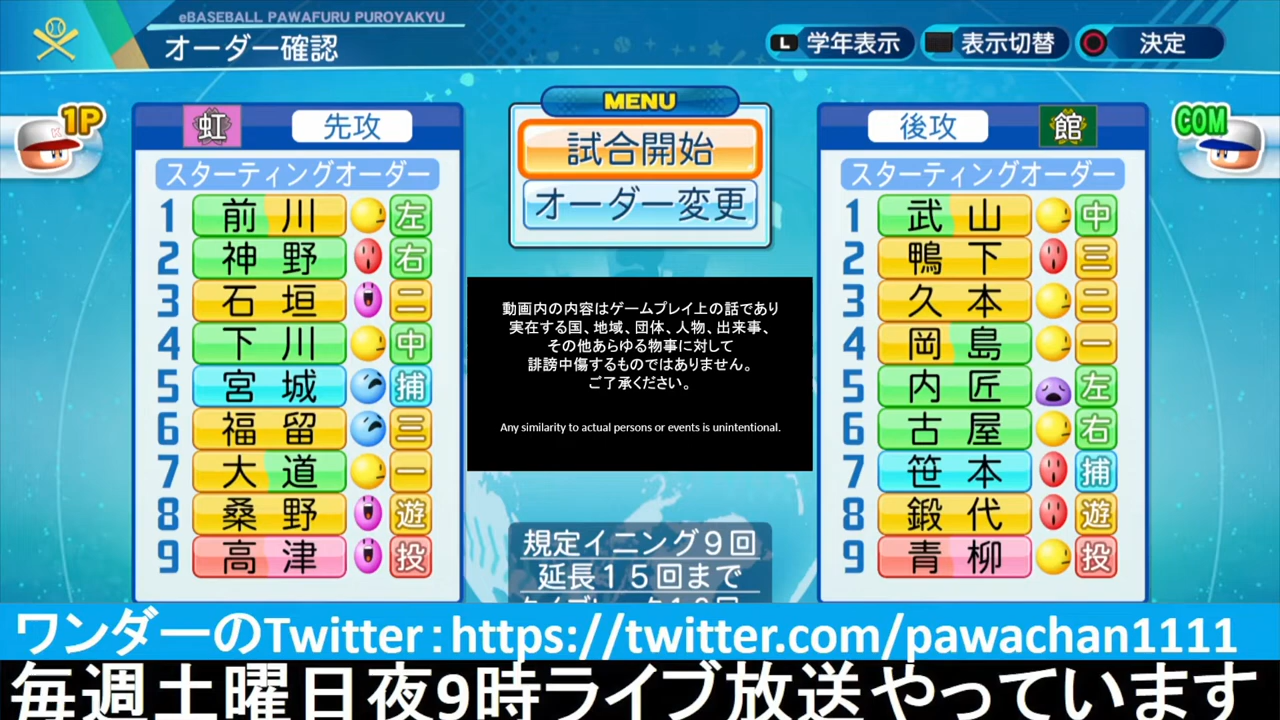 eBASEBALL PAWAFURU PUROYAKYU
オーダー確認
L 学年表示 表示切替 決定
1P
虹 先攻
スターティングオーダー
1 前川 左
2 神野 右
3 石垣 二
4 下川 中
5 宮城 捕
6 福留 三
7 大道 一
8 桑野 遊
9 高津 投
MENU
試合開始
オーダー変更
動画内の内容はゲームプレイ上の話であり
実在する国、地域、団体、人物、出来事、
その他あらゆる物事に対して
誹謗中傷するものではありません。
ご了承ください。
Any similarity to actual persons or events is unintentional.
規定イニング9回
延長15回まで
COM
後攻 館
スターティングオーダー
1 武山 中
2 鴨下 三
3 久本 二
4 岡島 一
5 内匠 左
6 古屋 右
7 笹本 捕
8 鍛代 遊
9 青柳 投
ワンダーのTwitter：https://twitter.com/pawachan1111
毎週土曜日夜9時ライブ放送やっています